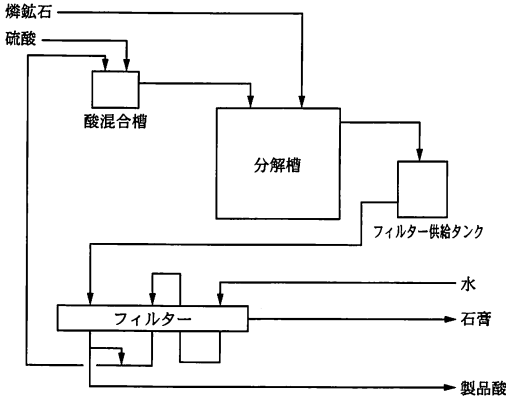 燐鉱石
硫酸
酸混合槽
分解槽
フィルター供給タンク
水
フィルター
石膏
製品酸